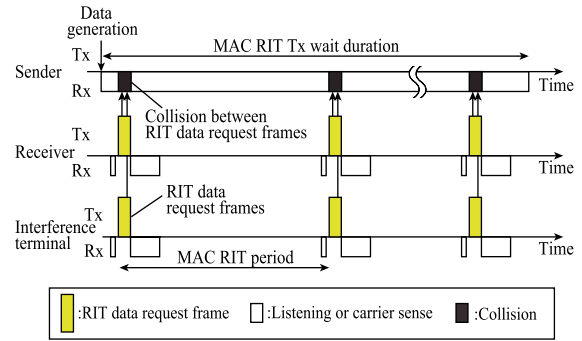 Data
generation
MAC RIT Tx wait duration
Tx
Sender
Rx
Time
Collision between
RIT data request frames
Tx
Receiver
Rx
Time
RIT data
request frames
Tx
Interference
terminal
Rx
Time
MAC RIT period
:RIT data request frame
:Listening or carrier sense
:Collision